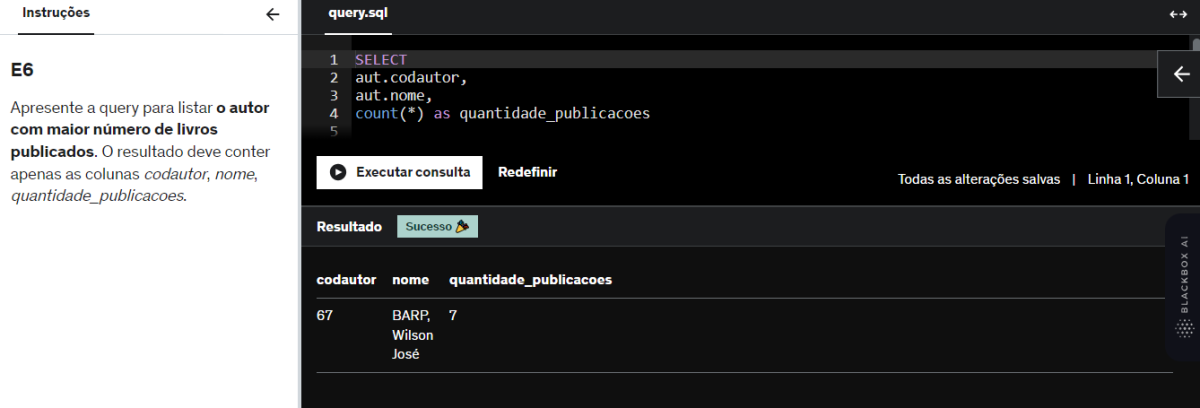 Instruções
E6
Apresente a query para listar o autor
com maior número de livros
publicados. O resultado deve conter
apenas as colunas codautor, nome,
quantidade_publicacoes.
query.sql
1 SELECT
2 aut.codautor,
3 aut.nome,
4 count(*) as quantidade_publicacoes
5
Executar consulta Redefinir
Todas as alterações salvas | Linha 1, Coluna 1
Resultado Sucesso
codautor nome quantidade_publicacoes
67 BARP, 7
Wilson
José
BLACKBOX AI